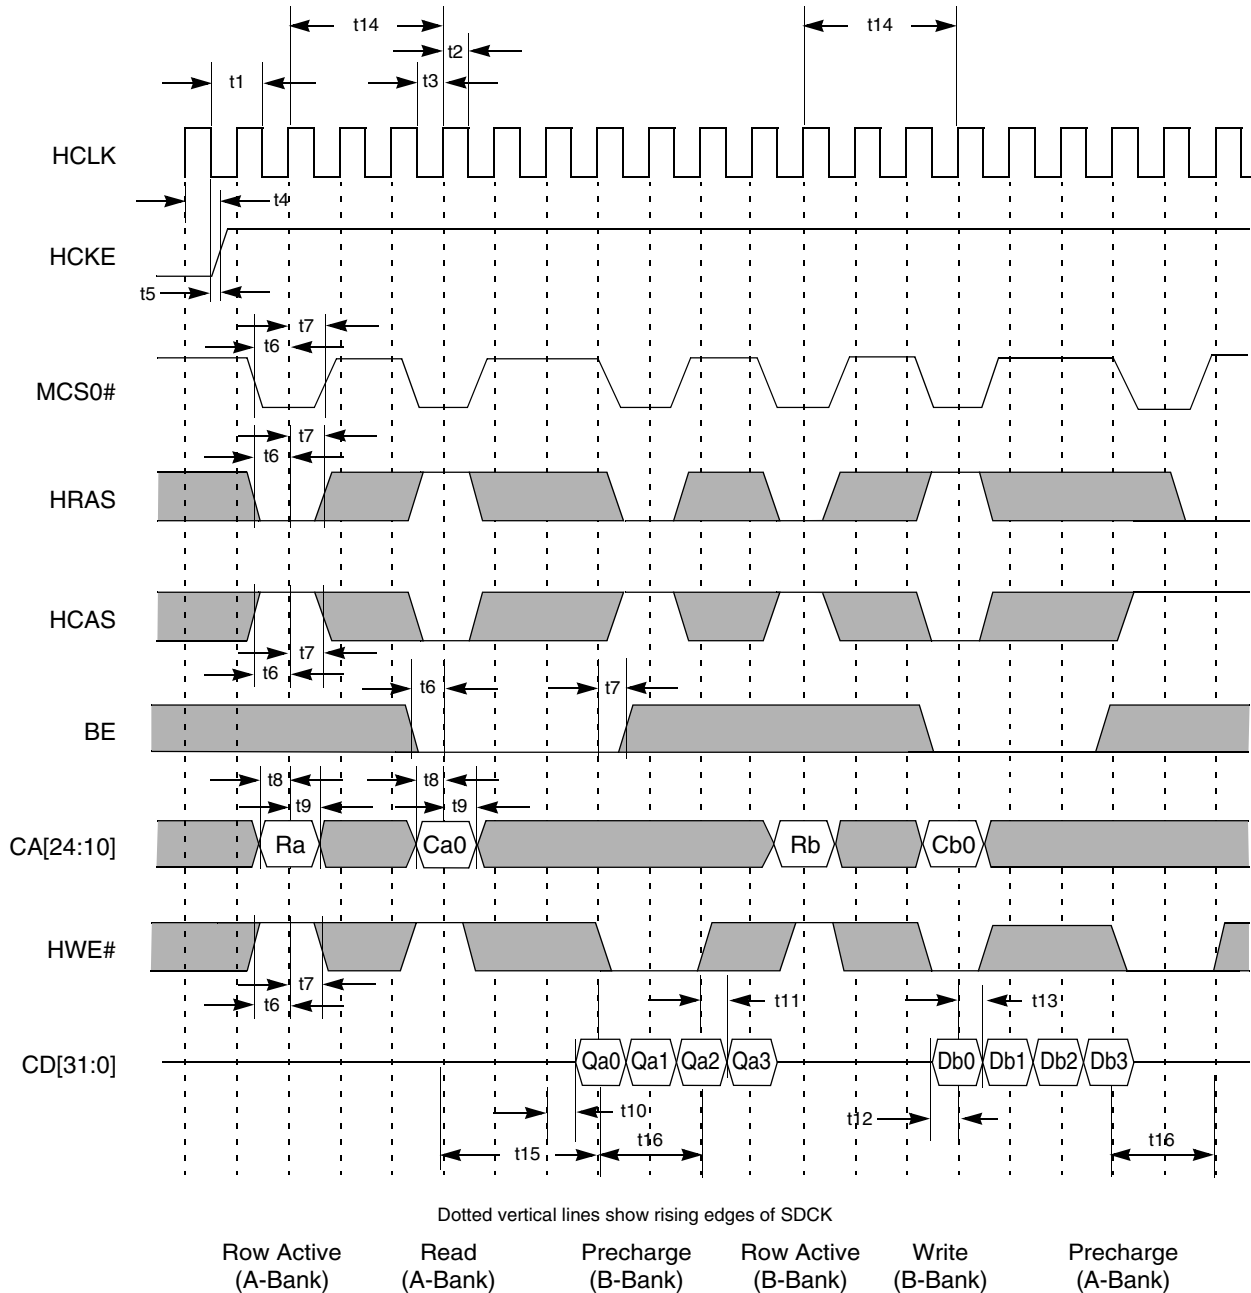 t14
t14
t2
t1
t3
HCLK
t4
HCKE
t5
t7
t6
MCS0#
t7
t6
HRAS
HCAS
t7
t6
t6
t7
BE
t8
t8
t9
t9
CA[24:10]
Ra
Ca0
Rb
Cb0
HWE#
t7
t6
t11
t13
CD[31:0]
Qa0
Qa1
Qa2
Qa3
Db0
Db1
Db2
Db3
t10
t12
t15
t16
t16
Dotted vertical lines show rising edges of SDCK
Row Active
(A-Bank)
Read
(A-Bank)
Precharge
(B-Bank)
Row Active
(B-Bank)
Write
(B-Bank)
Precharge
(A-Bank)